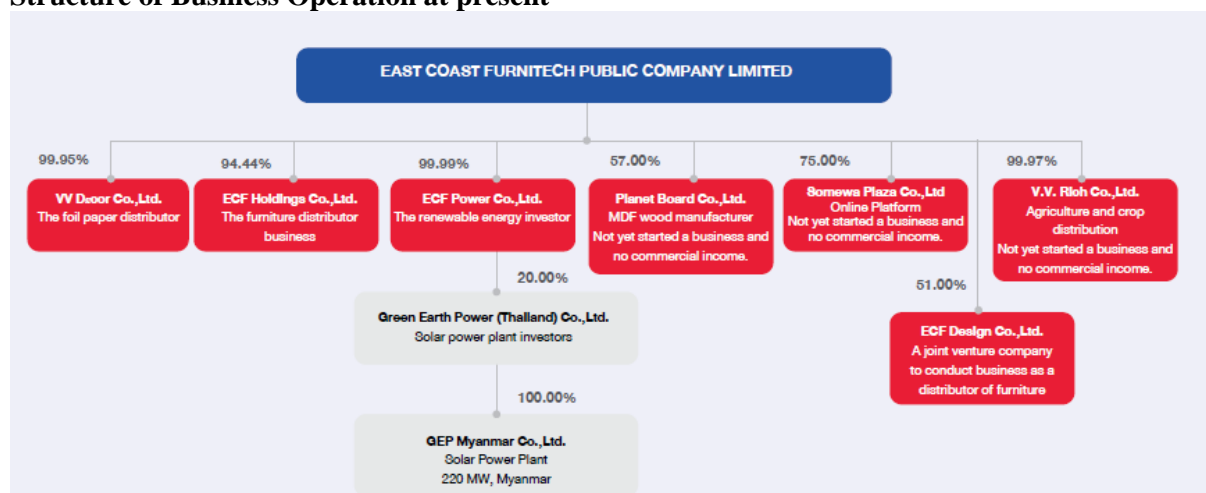 Structure of Business Operation at present
EAST COAST FURNITECH PUBLIC COMPANY LIMITED
99.95%
94.44%
99.99%
57.00%
75.00%
99.97%
VV Decor Co.,Ltd.
The foil paper distributor
ECF Holdings Co.,Ltd.
The furniture distributor
business
ECF Power Co.,Ltd.
The renewable energy investor
Planet Board Co.,Ltd.
MDF wood manufacturer
Not yet started a business and
no commercial income.
Somewa Plaza Co.,Ltd
Online Platform
Not yet started a business and
no commercial income.
V.V. Rich Co.,Ltd.
Agriculture and crop
distribution
Not yet started a business and
no commercial income.
20.00%
51.00%
Green Earth Power (Thailand) Co.,Ltd.
Solar power plant investors
ECF Design Co.,Ltd.
A joint venture company
to conduct business as a
distributor of furniture
100.00%
GEP Myanmar Co.,Ltd.
Solar Power Plant
220 MW, Myanmar